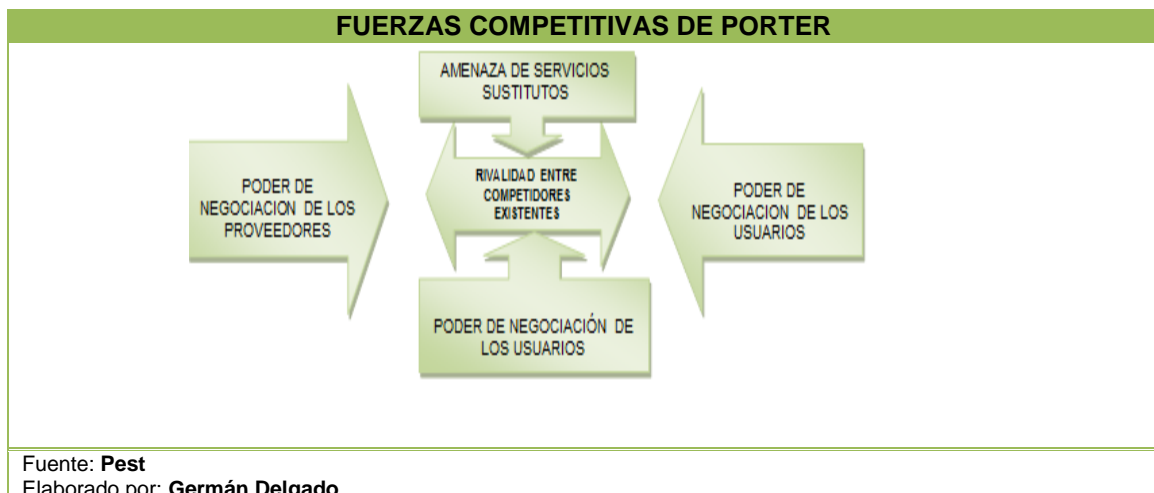 FUERZAS COMPETITIVAS DE PORTER
AMENAZA DE SERVICIOS
SUSTITUTOS
PODER DE
NEGOCIACION DE LOS
PROVEEDORES
RIVALIDAD ENTRE
COMPETIDORES
EXISTENTES
PODER DE
NEGOCIACION DE LOS
USUARIOS
PODER DE NEGOCIACIÓN DE
LOS USUARIOS
Fuente: Pest
Elaborado por: Germán Delgado